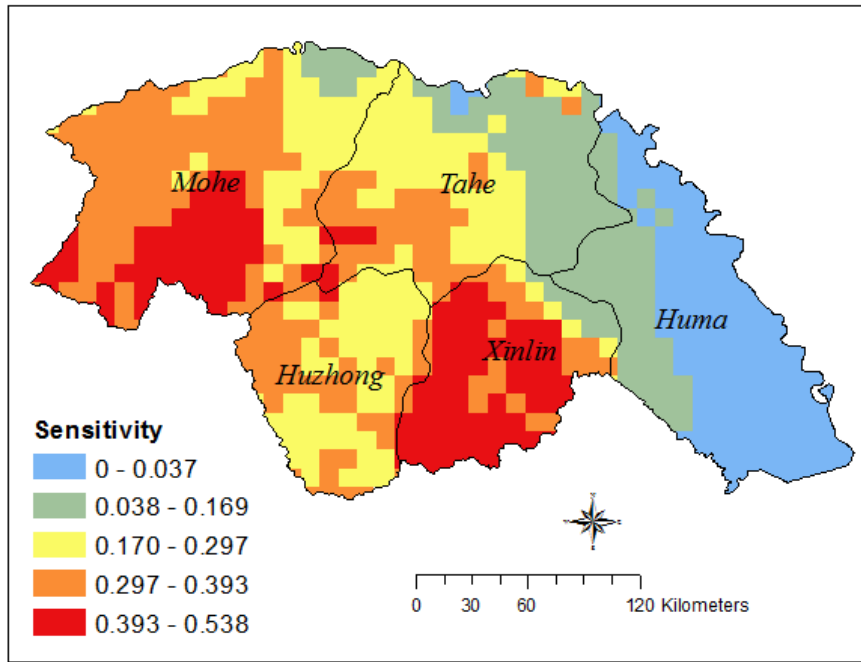 Mohe
Tahe
Huma
Xinlin
Huzhong
Sensitivity
0 - 0.037
0.038 - 0.169
0.170 - 0.297
0.297 - 0.393
0.393 - 0.538
0 30 60 120 Kilometers